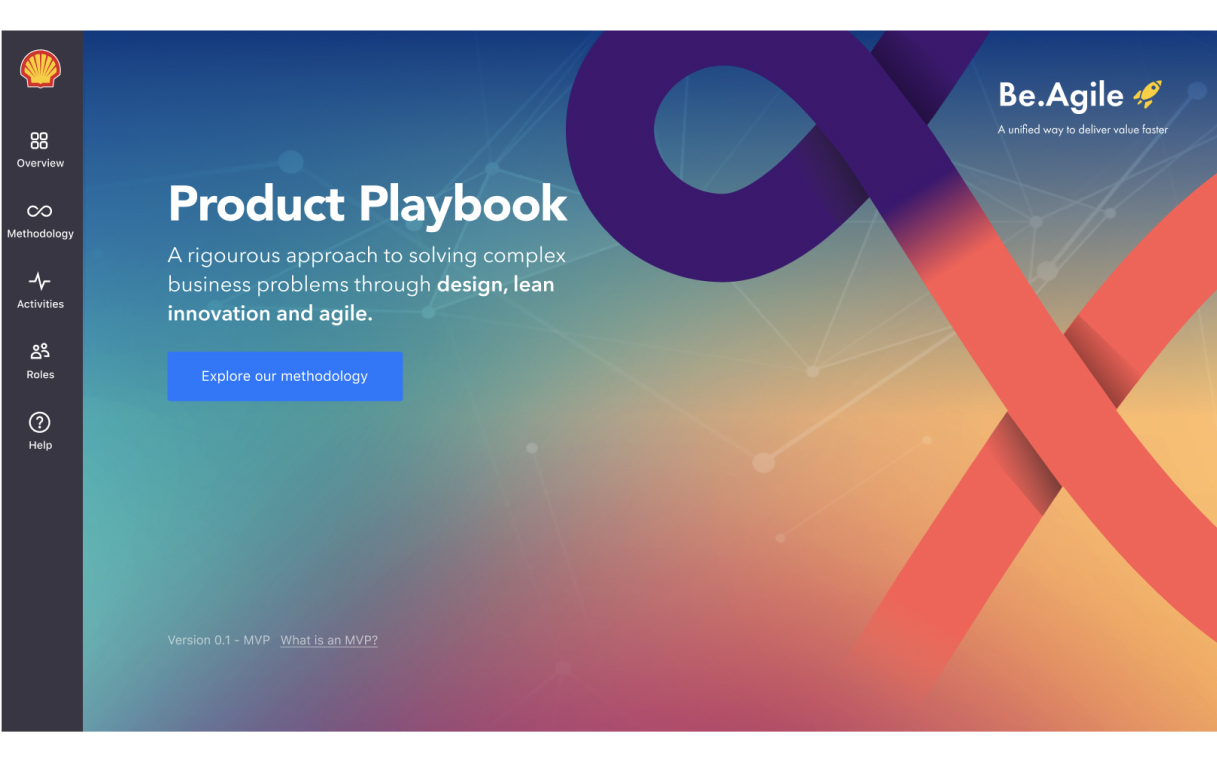 Overview
Methodology
Activities
Roles
Help
Be.Agile
A unified way to deliver value faster
Product Playbook
A rigourous approach to solving complex
business problems through design, lean
innovation and agile.
Explore our methodology
Version 0.1 - MVP What is an MVP?